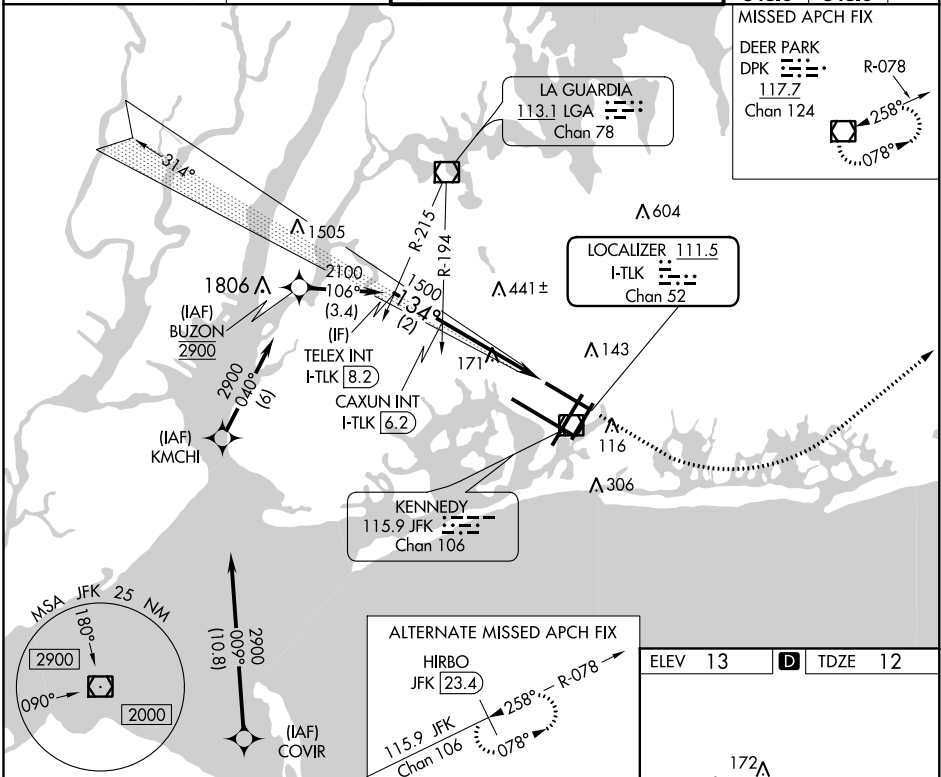 MISSED APCH FIX
DEER PARK
DPK
117.7
Chan 124
R-078
258°
078°
LA GUARDIA
113.1 LGA
Chan 78
314°
1505
R-215
R-194
604
LOCALIZER 111.5
I-TLK
Chan 52
1806
2100
106°
(3.4)
1500
134°
(2)
441±
(IAF)
BUZON
2900
(IF)
TELEX INT
I-TLK 8.2
171
143
2900
040°
(6)
CAXUN INT
I-TLK 6.2
(IAF)
KMCHI
116
306
KENNEDY
115.9 JFK
Chan 106
MSA JFK 25 NM
180°
2900
090°
2000
2900
009°
(10.8)
(IAF)
COVIR
ALTERNATE MISSED APCH FIX
HIRBO
JFK 23.4
258°
R-078
078°
115.9 JFK
Chan 106
ELEV 13
D
TDZE 12
172